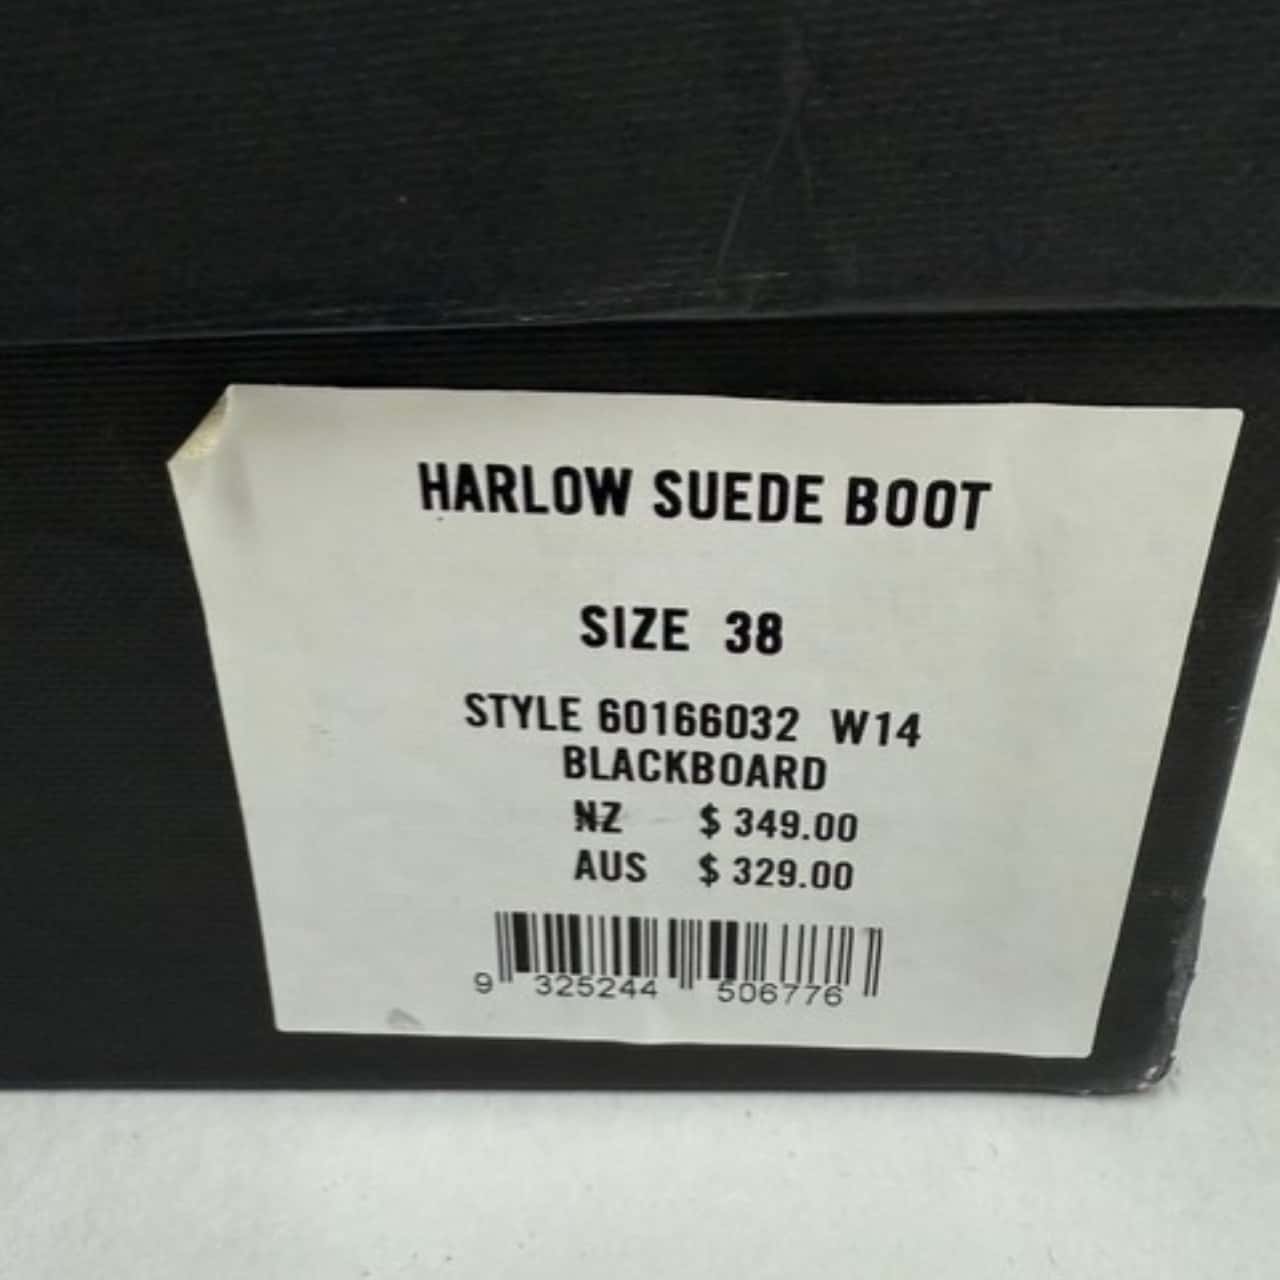 HARLOW SUEDE BOOT
SIZE 38
STYLE 60166032 W14
BLACKBOARD
NZ $ 349.00
AUS $ 329.00
9 325244 506776